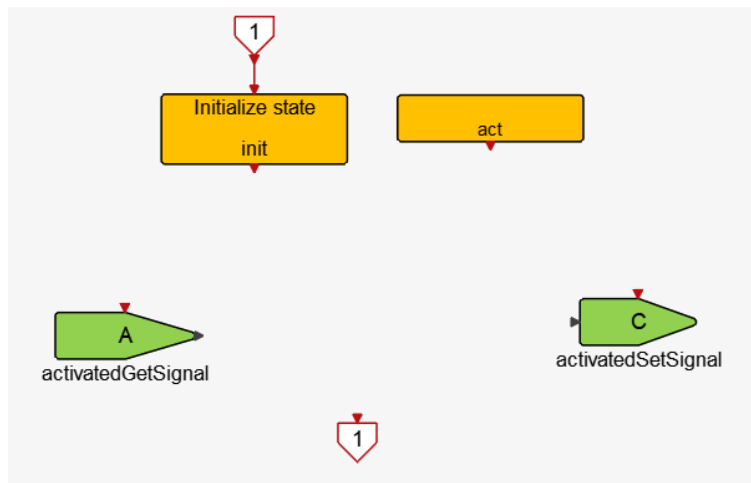 1
Initialize state
init
act
A
activatedGetSignal
C
activatedSetSignal
1